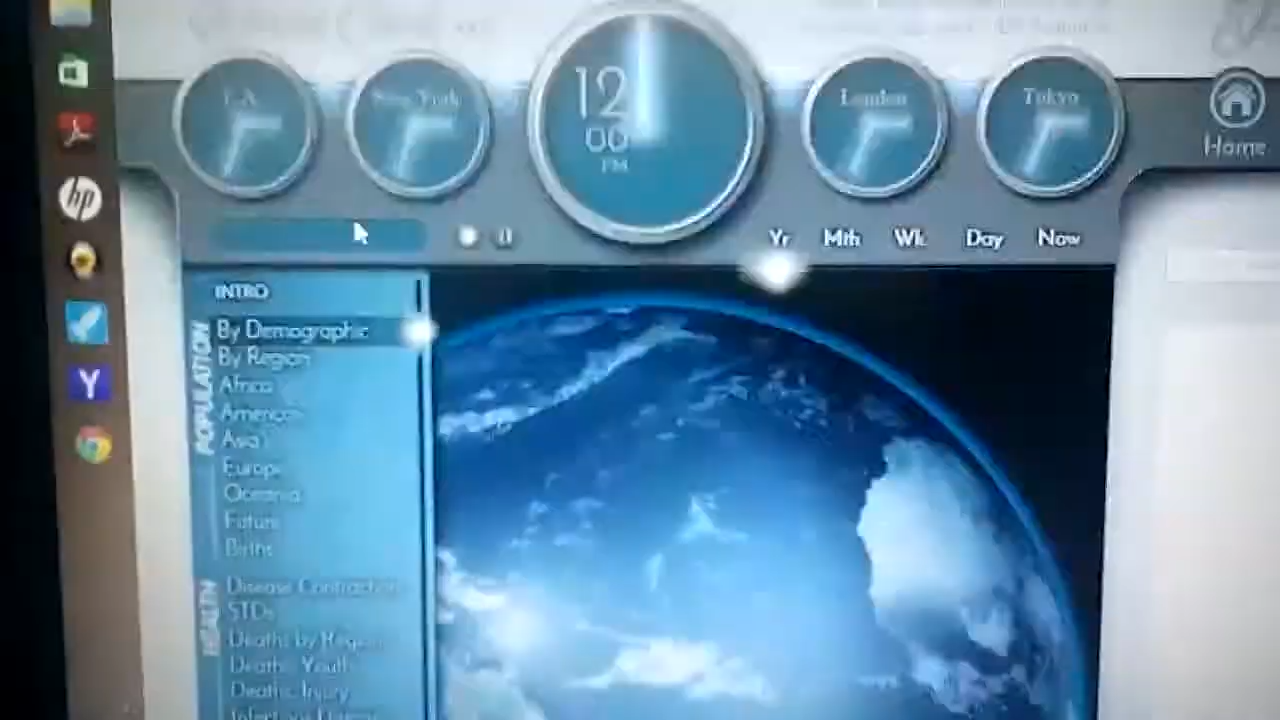 L.A.
New York
12
00
PM
London
Tokyo
Home
Yr Mth Wk Day Now
INTRO
POPULATION
By Demographic
By Region
Africa
Americas
Asia
Europe
Oceania
Future
Births
HEALTH
Disease Contraction
STDs
Deaths by Region
Deaths: Youth
Deaths: Injury
hp
Y